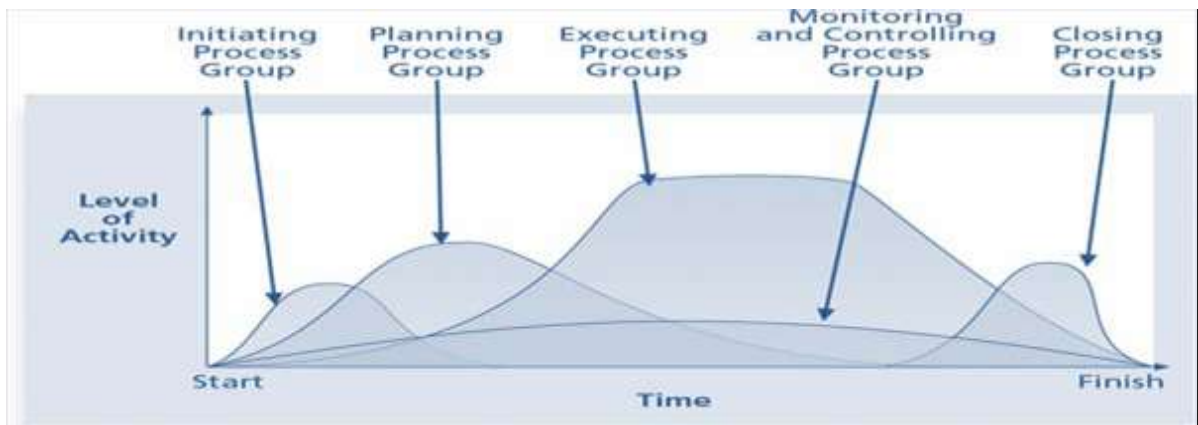 Initiating
Process
Group
Planning
Process
Group
Executing
Process
Group
Monitoring
and Controlling
Process
Group
Closing
Process
Group
Level
of
Activity
Start
Finish
Time